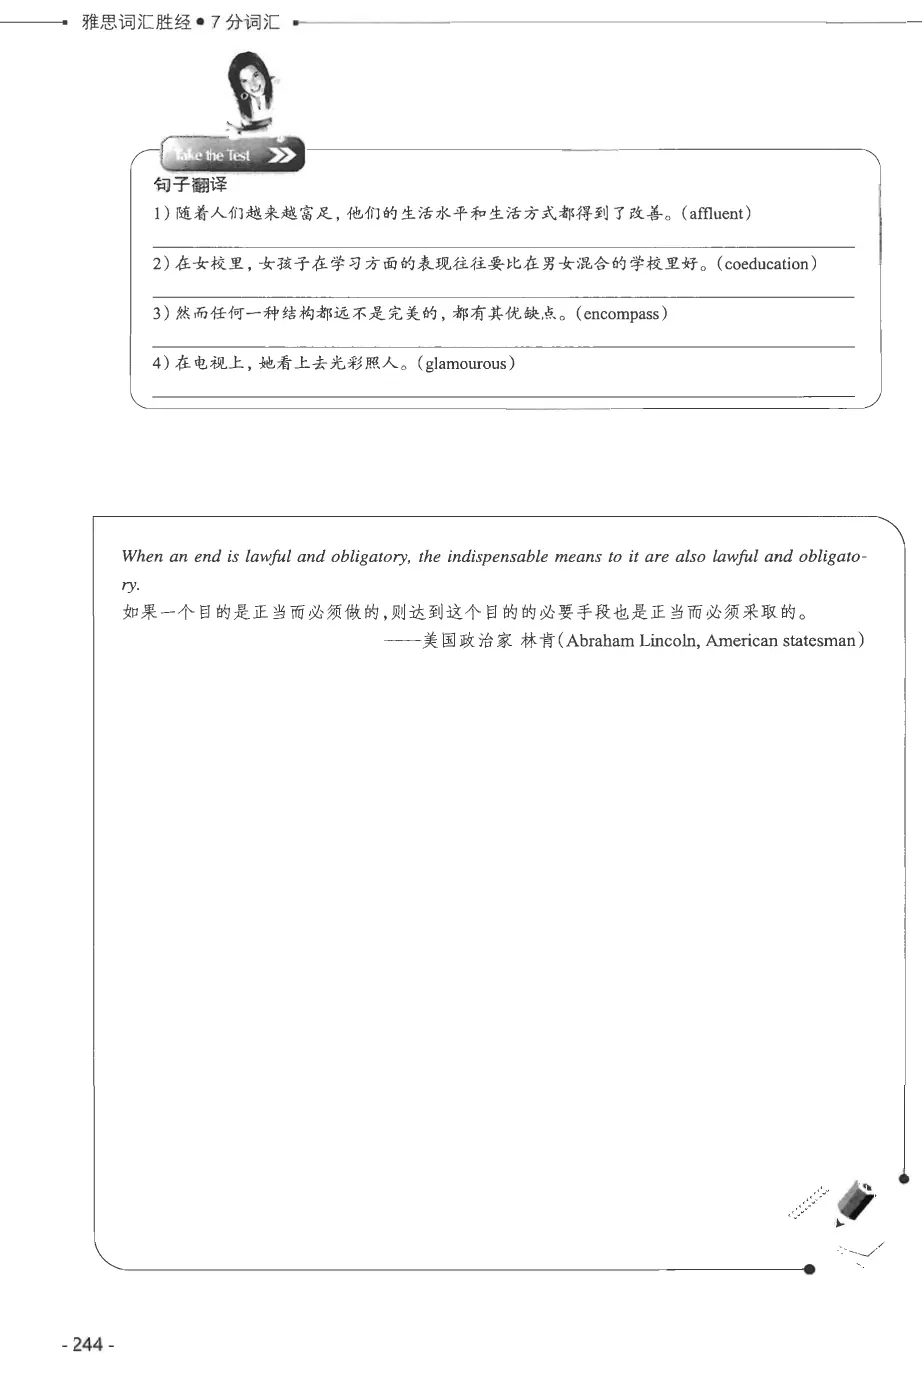 雅思词汇胜经●7分词汇
Take the Test
句子翻译
1) 随着人们越来越富足，他们的生活水平和生活方式都得到了改善。(affluent)
2) 在女校里，女孩子在学习方面的表现往往要比在男女混合的学校里好。(coeducation)
3) 然而任何一种结构都远不是完美的，都有其优缺点。(encompass)
4) 在电视上，她看上去光彩照人。(glamourous)
When an end is lawful and obligatory, the indispensable means to it are also lawful and obligato-
ry.
如果一个目的是正当而必须做的,则达到这个目的的必要手段也是正当而必须采取的。
——美国政治家 林肯(Abraham Lincoln, American statesman)
- 244 -